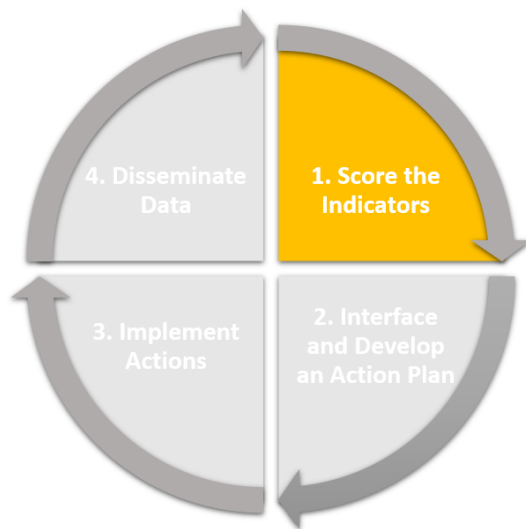 1. Score the
Indicators
2. Interface
and Develop
an Action Plan
3. Implement
Actions
4. Disseminate
Data